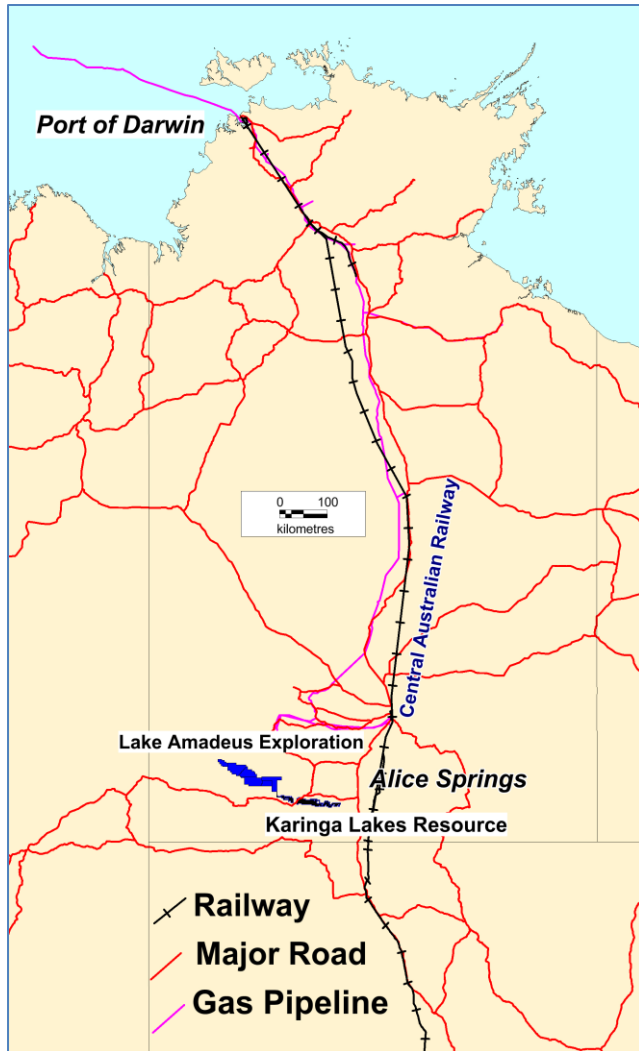 Port of Darwin
0 100
kilometres
Central Australian Railway
Lake Amadeus Exploration
Alice Springs
Karinga Lakes Resource
Railway
Major Road
Gas Pipeline